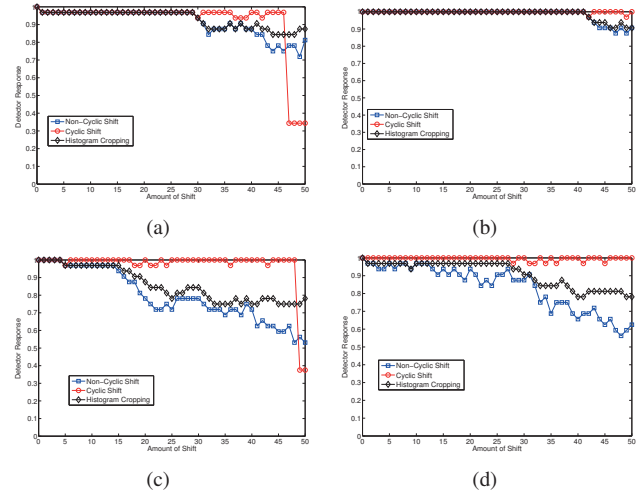 1
0.9
0.8
0.7
0.6
0.5
0.4
0.3
0.2
0.1
0
Detector Response
Non−Cyclic Shift
Cyclic Shift
Histogram Cropping
0 5 10 15 20 25 30 35 40 45 50
Amount of Shift
(a)
1
0.9
0.8
0.7
0.6
0.5
0.4
0.3
0.2
0.1
0
Detector Response
Non−Cyclic Shift
Cyclic Shift
Histogram Cropping
0 5 10 15 20 25 30 35 40 45 50
Amount of Shift
(b)
1
0.9
0.8
0.7
0.6
0.5
0.4
0.3
0.2
0.1
0
Detector Response
Non−Cyclic Shift
Cyclic Shift
Histogram Cropping
0 5 10 15 20 25 30 35 40 45 50
Amount of Shift
(c)
1
0.9
0.8
0.7
0.6
0.5
0.4
0.3
0.2
0.1
0
Detector Response
Non−Cyclic Shift
Cyclic Shift
Histogram Cropping
0 5 10 15 20 25 30 35 40 45 50
Amount of Shift
(d)